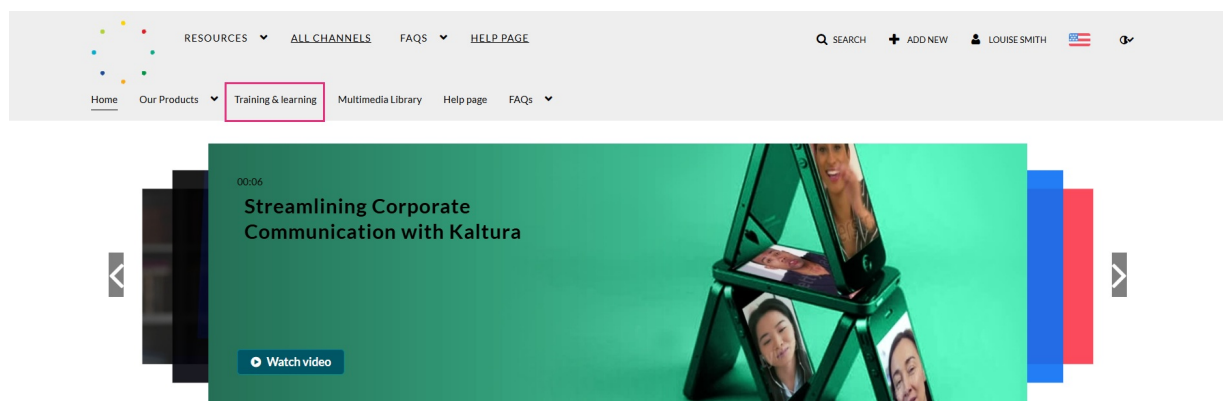 RESOURCES ALL CHANNELS FAQS HELP PAGE SEARCH ADD NEW LOUISE SMITH
Home Our Products Training & learning Multimedia Library Help page FAQs
00:06
Streamlining Corporate
Communication with Kaltura
Watch video